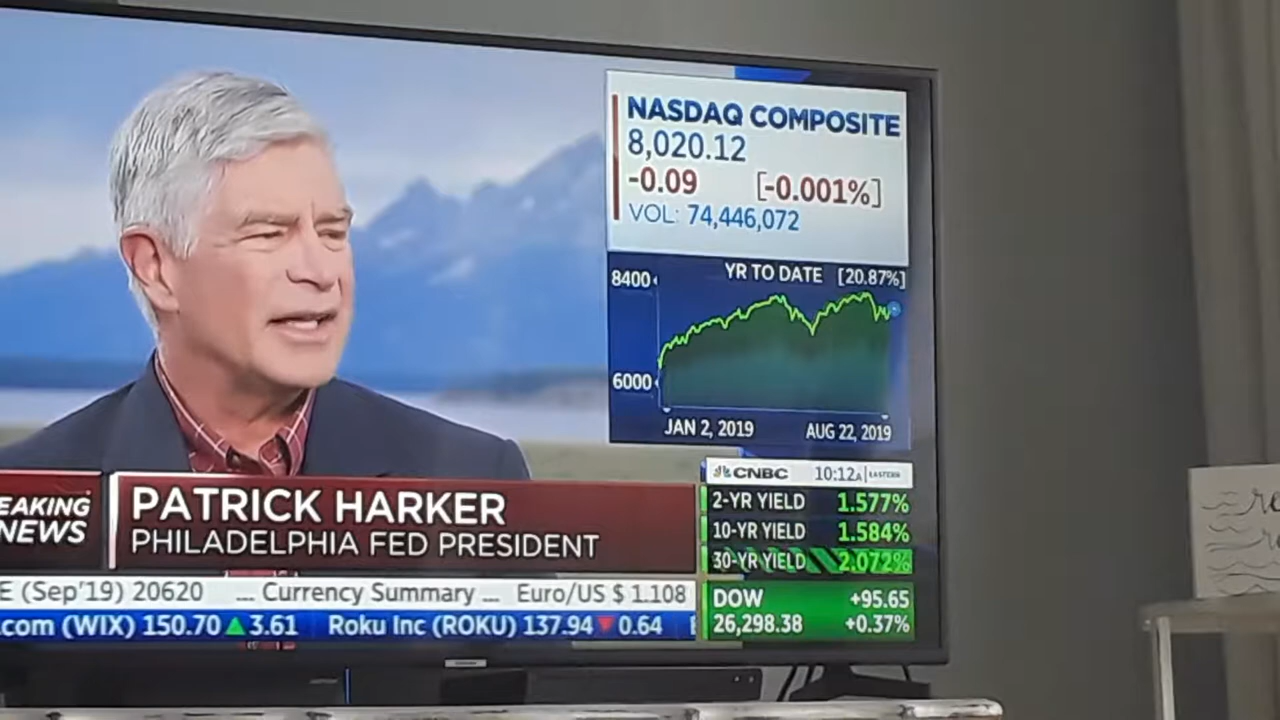 NASDAQ COMPOSITE
8,020.12
-0.09 [-0.001%]
VOL: 74,446,072
YR TO DATE [20.87%]
8400
6000
JAN 2, 2019 AUG 22, 2019
CNBC 10:12A EASTERN
2-YR YIELD 1.577%
10-YR YIELD 1.584%
30-YR YIELD 2.072%
DOW +95.65
26,298.38 +0.37%
EAKING
NEWS
PATRICK HARKER
PHILADELPHIA FED PRESIDENT
E (Sep'19) 20620 ... Currency Summary ... Euro/US $ 1.108
.com (WIX) 150.70 ▲ 3.61 Roku Inc (ROKU) 137.94 ▼ 0.64